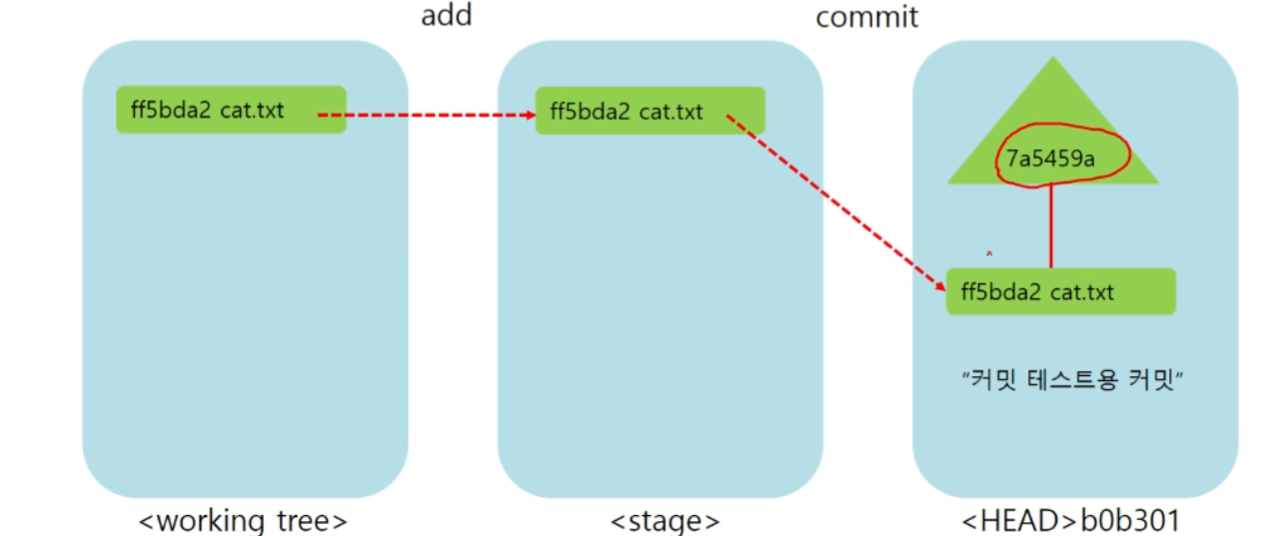 add
commit
ff5bda2 cat.txt
ff5bda2 cat.txt
7a5459a
ff5bda2 cat.txt
"커밋 테스트용 커밋"
<working tree>
<stage>
<HEAD>b0b301